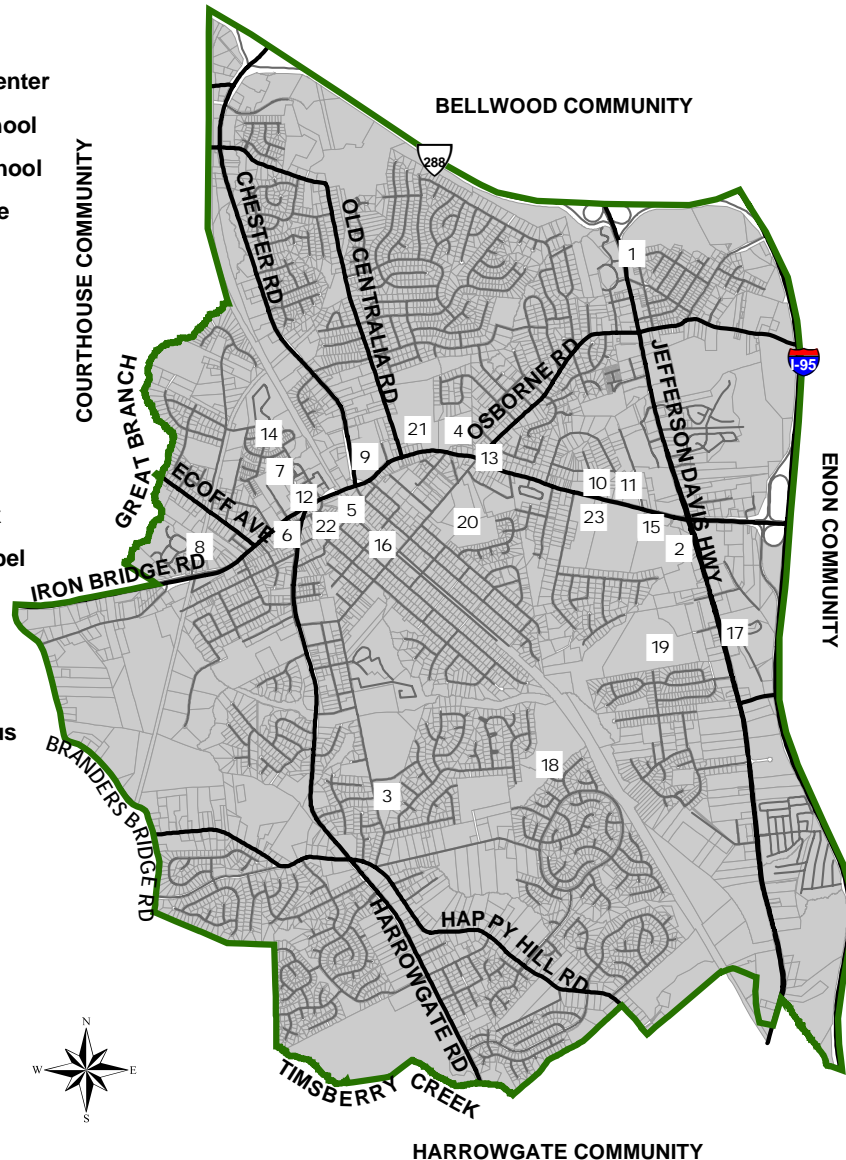 enter
hool
hool
e
t
pel
us
BELLWOOD COMMUNITY
COURTHOUSE COMMUNITY
288
CHESTER RD
OLD CENTRALIA RD
1
JEFFERSON DAVIS HWY
I-95
OSBORNE RD
GREAT BRANCH
ENON COMMUNITY
14
21
4
9
13
7
10
11
ECOFF AVE
12
5
22
20
23
15
6
16
2
8
IRON BRIDGE RD
17
19
BRANDERS BRIDGE RD
18
3
HAPPY HILL RD
HARROWGATE RD
N
W
E
S
TIMSBERRY CREEK
HARROWGATE COMMUNITY